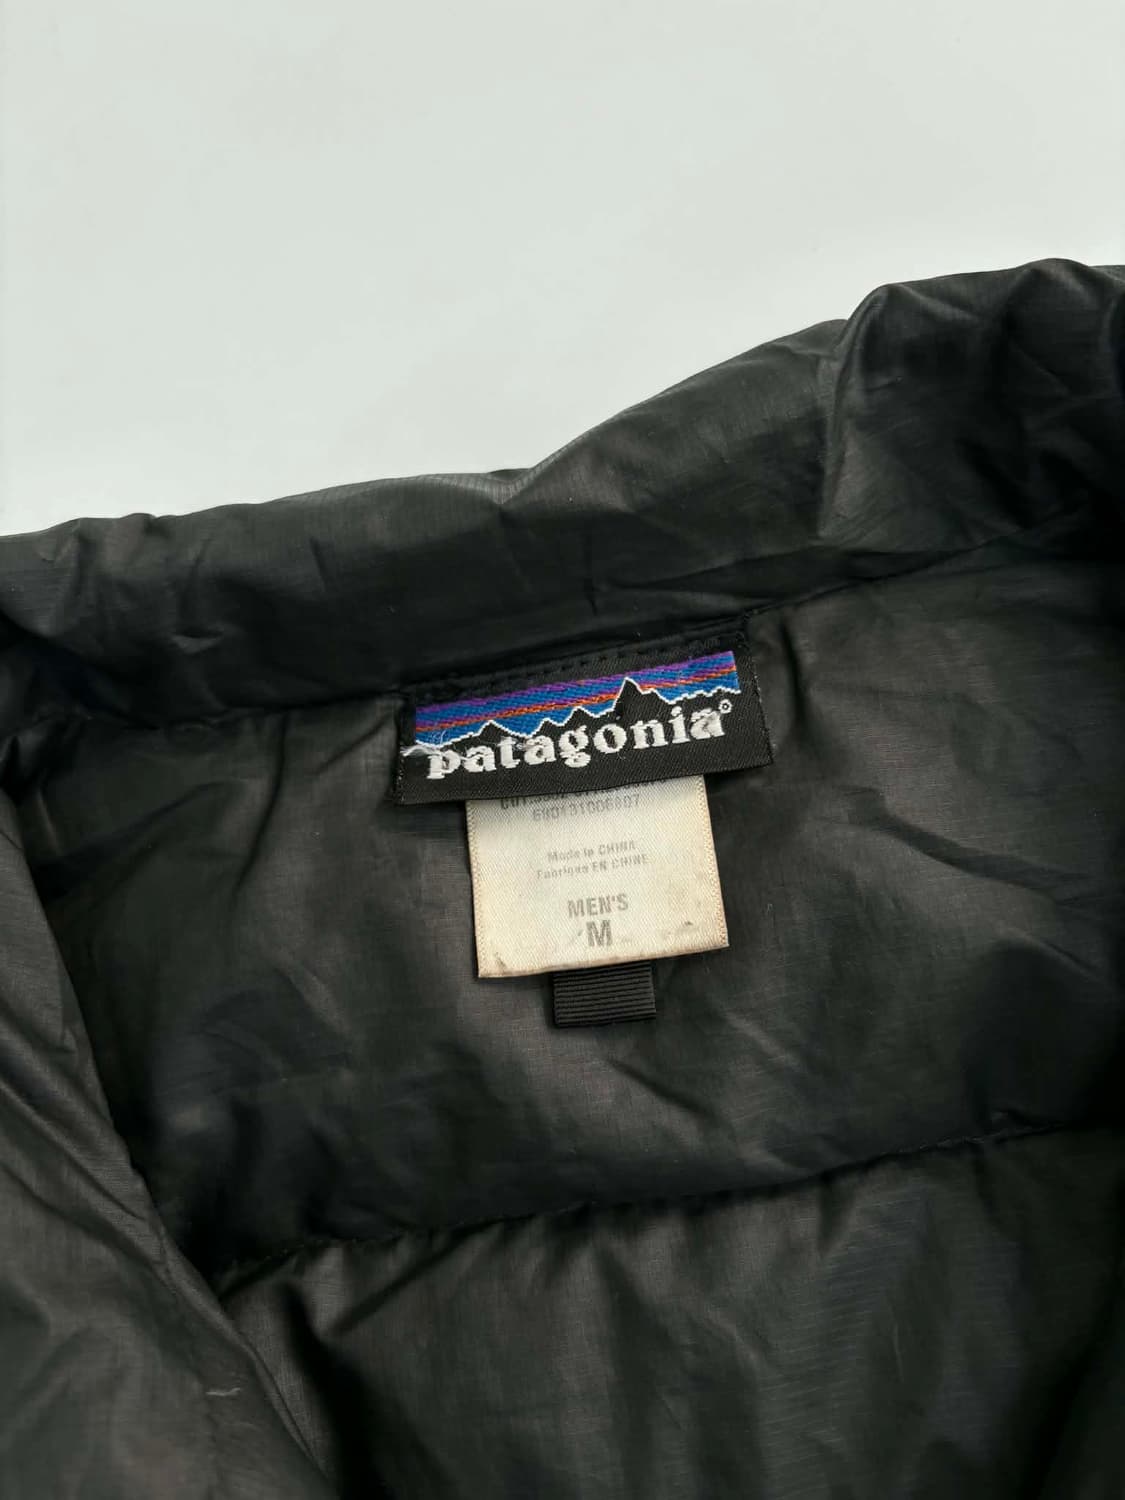 patagonia®
Made in CHINA
Fabriqué EN CHINE
MEN'S
M